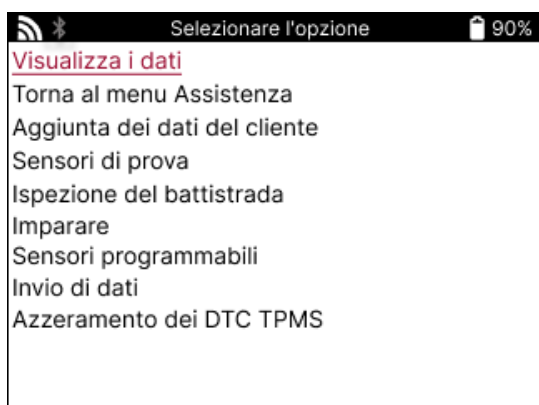 Selezionare l'opzione 90%
Visualizza i dati
Torna al menu Assistenza
Aggiunta dei dati del cliente
Sensori di prova
Ispezione del battistrada
Imparare
Sensori programmabili
Invio di dati
Azzeramento dei DTC TPMS